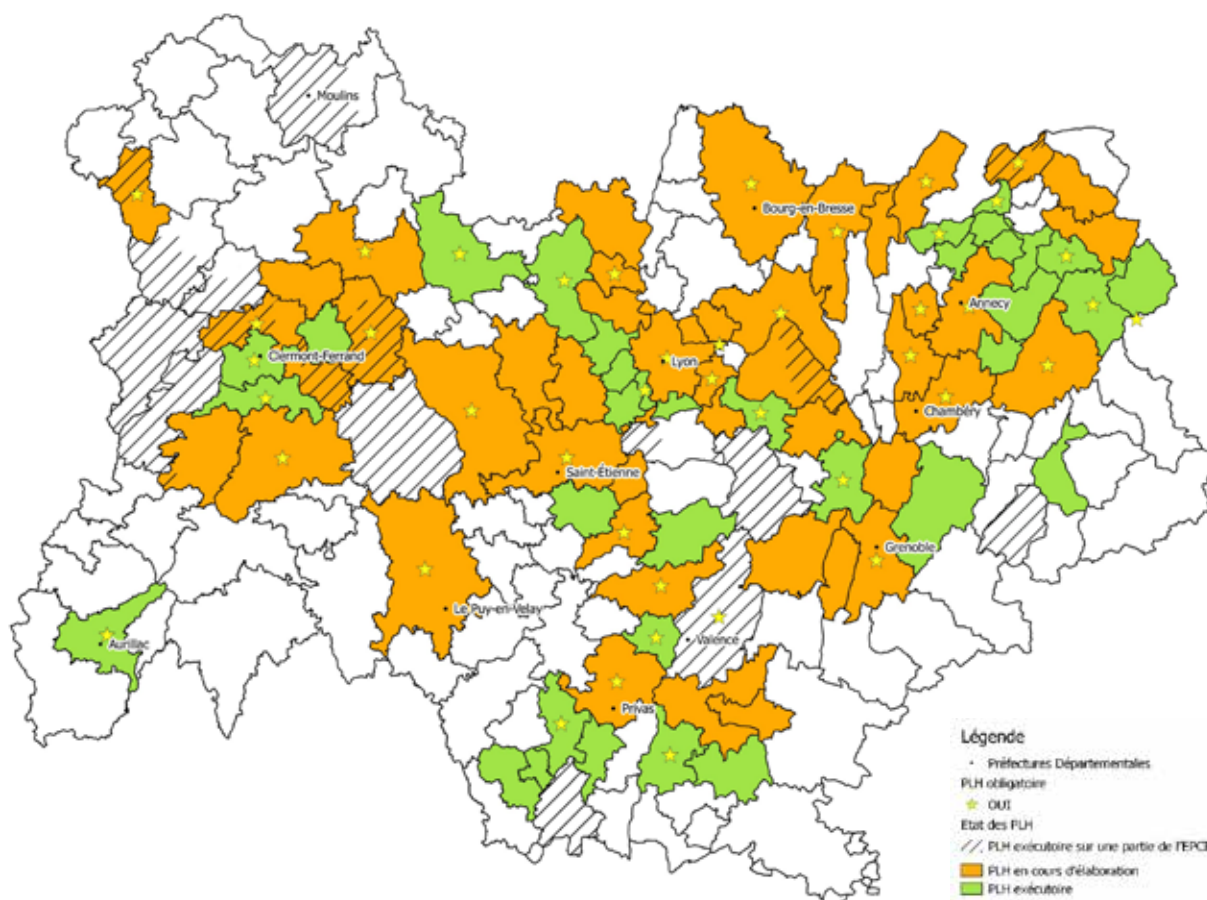 Moulins
Bourg-en-Bresse
Annecy
Clermont-Ferrand
Lyon
Chambéry
Saint-Étienne
Grenoble
Le Puy-en-Velay
Aurillac
Valence
Privas
Légende
Préfectures Départementales
PLH obligatoire
OUI
Etat des PLH
PLH exécutoire sur une partie de l'EPCI
PLH en cours d'élaboration
PLH exécutoire